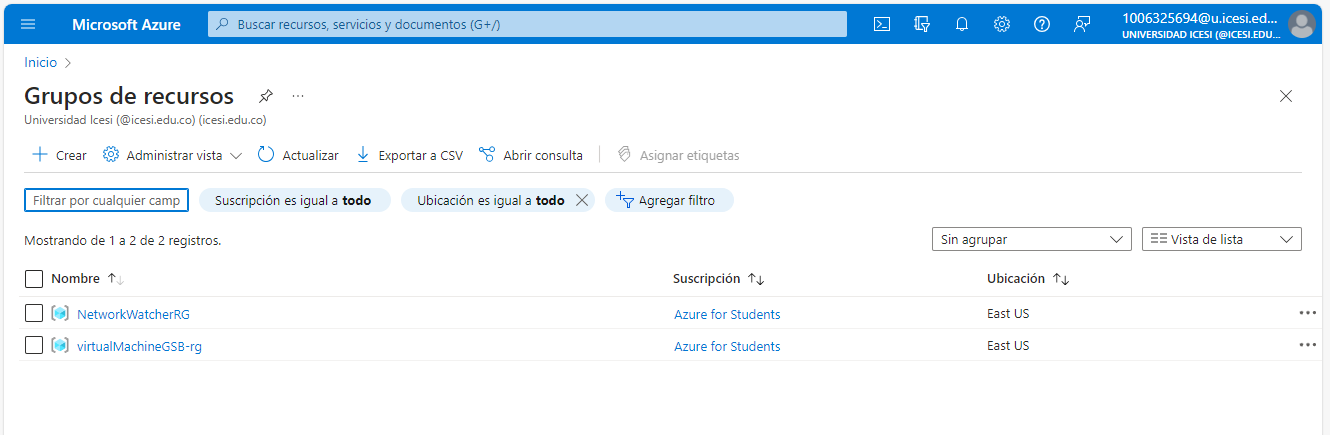 Microsoft Azure
Buscar recursos, servicios y documentos (G+/)
1006325694@u.icesi.ed...
UNIVERSIDAD ICESI (@ICESI.EDU...
Inicio
Grupos de recursos
Universidad Icesi (@icesi.edu.co) (icesi.edu.co)
Crear Administrar vista Actualizar Exportar a CSV Abrir consulta Asignar etiquetas
Filtrar por cualquier camp Suscripción es igual a todo Ubicación es igual a todo Agregar filtro
Mostrando de 1 a 2 de 2 registros. Sin agrupar Vista de lista
Nombre Suscripción Ubicación
NetworkWatcherRG Azure for Students East US
virtualMachineGSB-rg Azure for Students East US